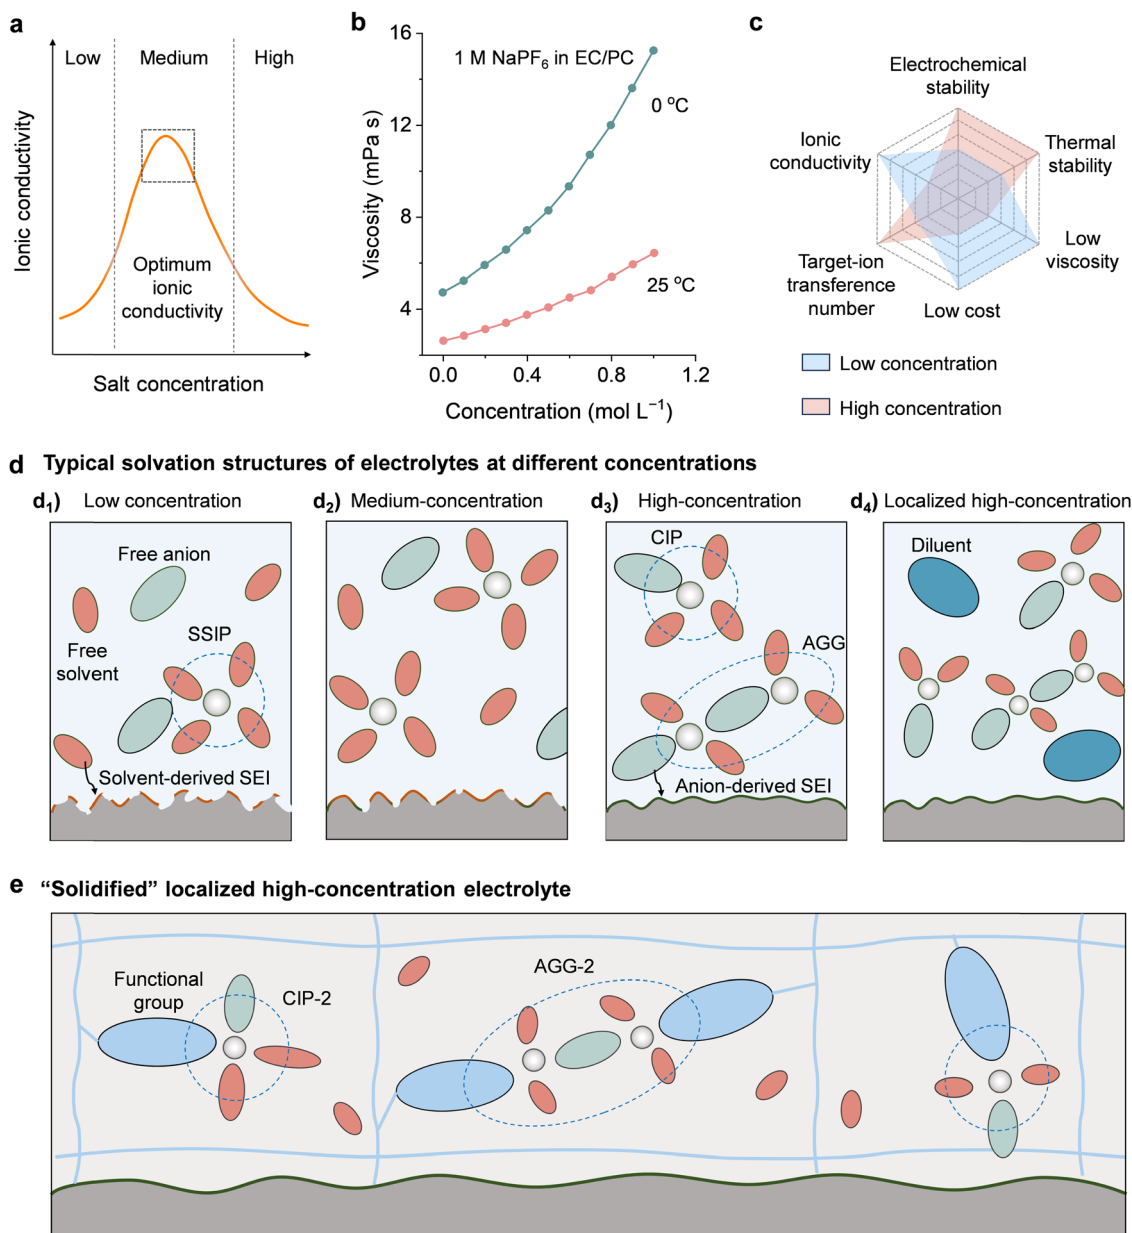 a
Low
Medium
High
Ionic conductivity
Optimum
ionic
conductivity
Salt concentration
b
1 M NaPF₆ in EC/PC
16
12
8
4
Viscosity (mPa s)
0 °C
25 °C
0.0
0.4
0.8
1.2
Concentration (mol L⁻¹)
c
Electrochemical
stability
Ionic
conductivity
Thermal
stability
Target-ion
transference
number
Low
viscosity
Low cost
Low concentration
High concentration
d Typical solvation structures of electrolytes at different concentrations
d₁) Low concentration
Free anion
Free
solvent
SSIP
Solvent-derived SEI
d₂) Medium-concentration
d₃) High-concentration
CIP
AGG
Anion-derived SEI
d₄) Localized high-concentration
Diluent
e “Solidified” localized high-concentration electrolyte
Functional
group
CIP-2
AGG-2